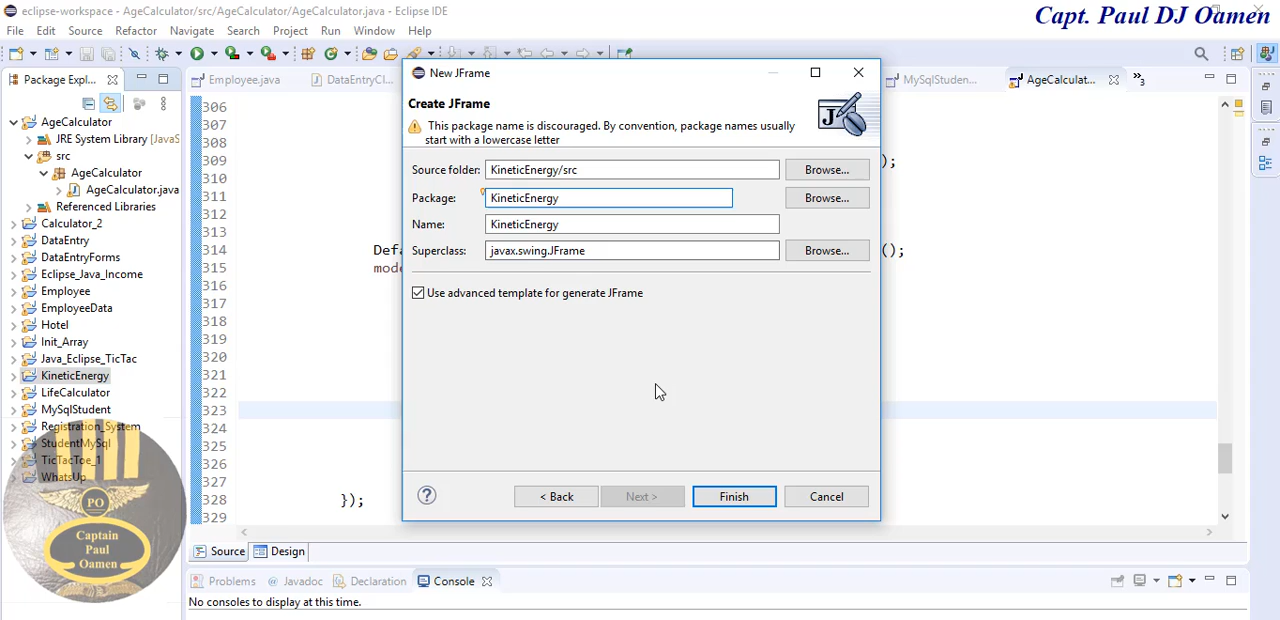 eclipse-workspace - AgeCalculator/src/AgeCalculator/AgeCalculator.java - Eclipse IDE
Capt. Paul DJ Oamen
File Edit Source Refactor Navigate Search Project Run Window Help
Package Expl...
Employee.java
DataEntryCl...
MySqlStuden...
AgeCalculat...
3
AgeCalculator
JRE System Library [JavaS
src
AgeCalculator
AgeCalculator.java
Referenced Libraries
Calculator_2
DataEntry
DataEntryForms
Eclipse_Java_Income
Employee
EmployeeData
Hotel
Init_Array
Java_Eclipse_TicTac
KineticEnergy
LifeCalculator
MySqlStudent
Registration_System
StudentMySql
TicTacToe_1
WhatsUp
PO
Captain
Paul
Oamen
306
307
308
309 );
310
311
312
313
314 Defa ();
315 mode
316
317
318
319
320
321
322
323
324
325
326
327
328 });
329
New JFrame
Create JFrame
This package name is discouraged. By convention, package names usually
start with a lowercase letter
Source folder: KineticEnergy/src Browse...
Package: KineticEnergy Browse...
Name: KineticEnergy
Superclass: javax.swing.JFrame Browse...
Use advanced template for generate JFrame
? < Back Next > Finish Cancel
Source Design
Problems Javadoc Declaration Console
No consoles to display at this time.